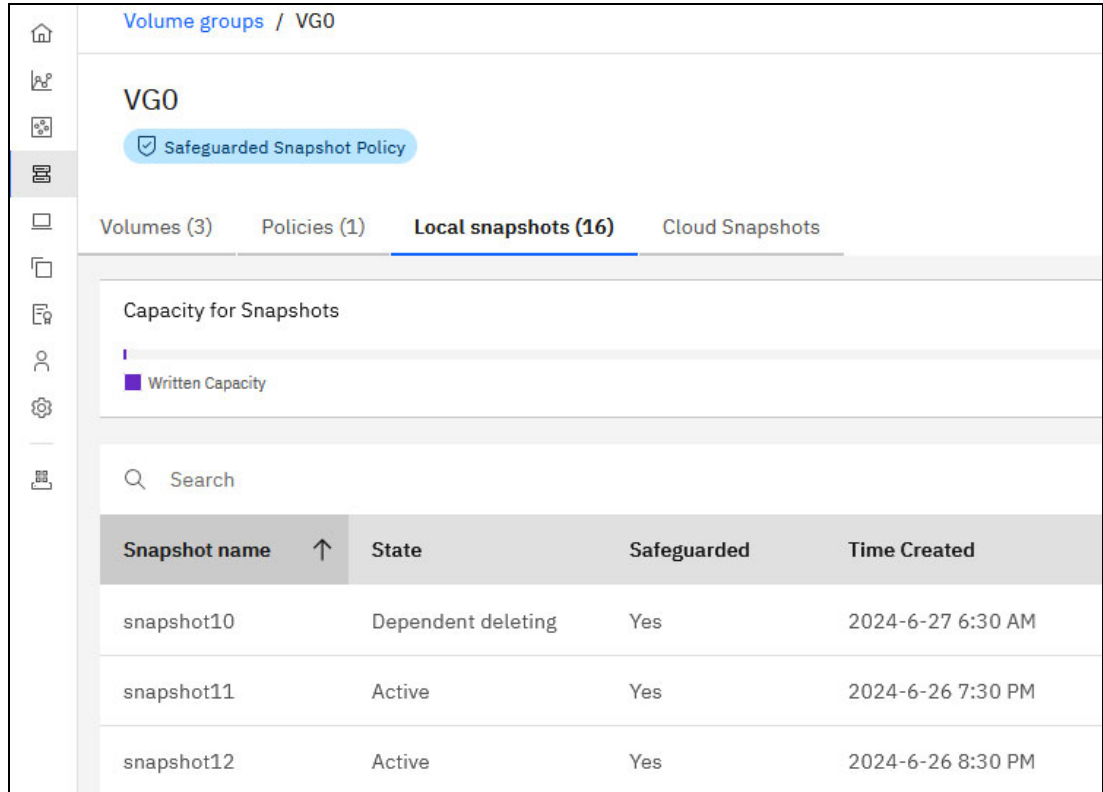 Volume groups / VG0
VG0
Safeguarded Snapshot Policy
Volumes (3) Policies (1) Local snapshots (16) Cloud Snapshots
Capacity for Snapshots
Written Capacity
Search
Snapshot name State Safeguarded Time Created
snapshot10 Dependent deleting Yes 2024-6-27 6:30 AM
snapshot11 Active Yes 2024-6-26 7:30 PM
snapshot12 Active Yes 2024-6-26 8:30 PM